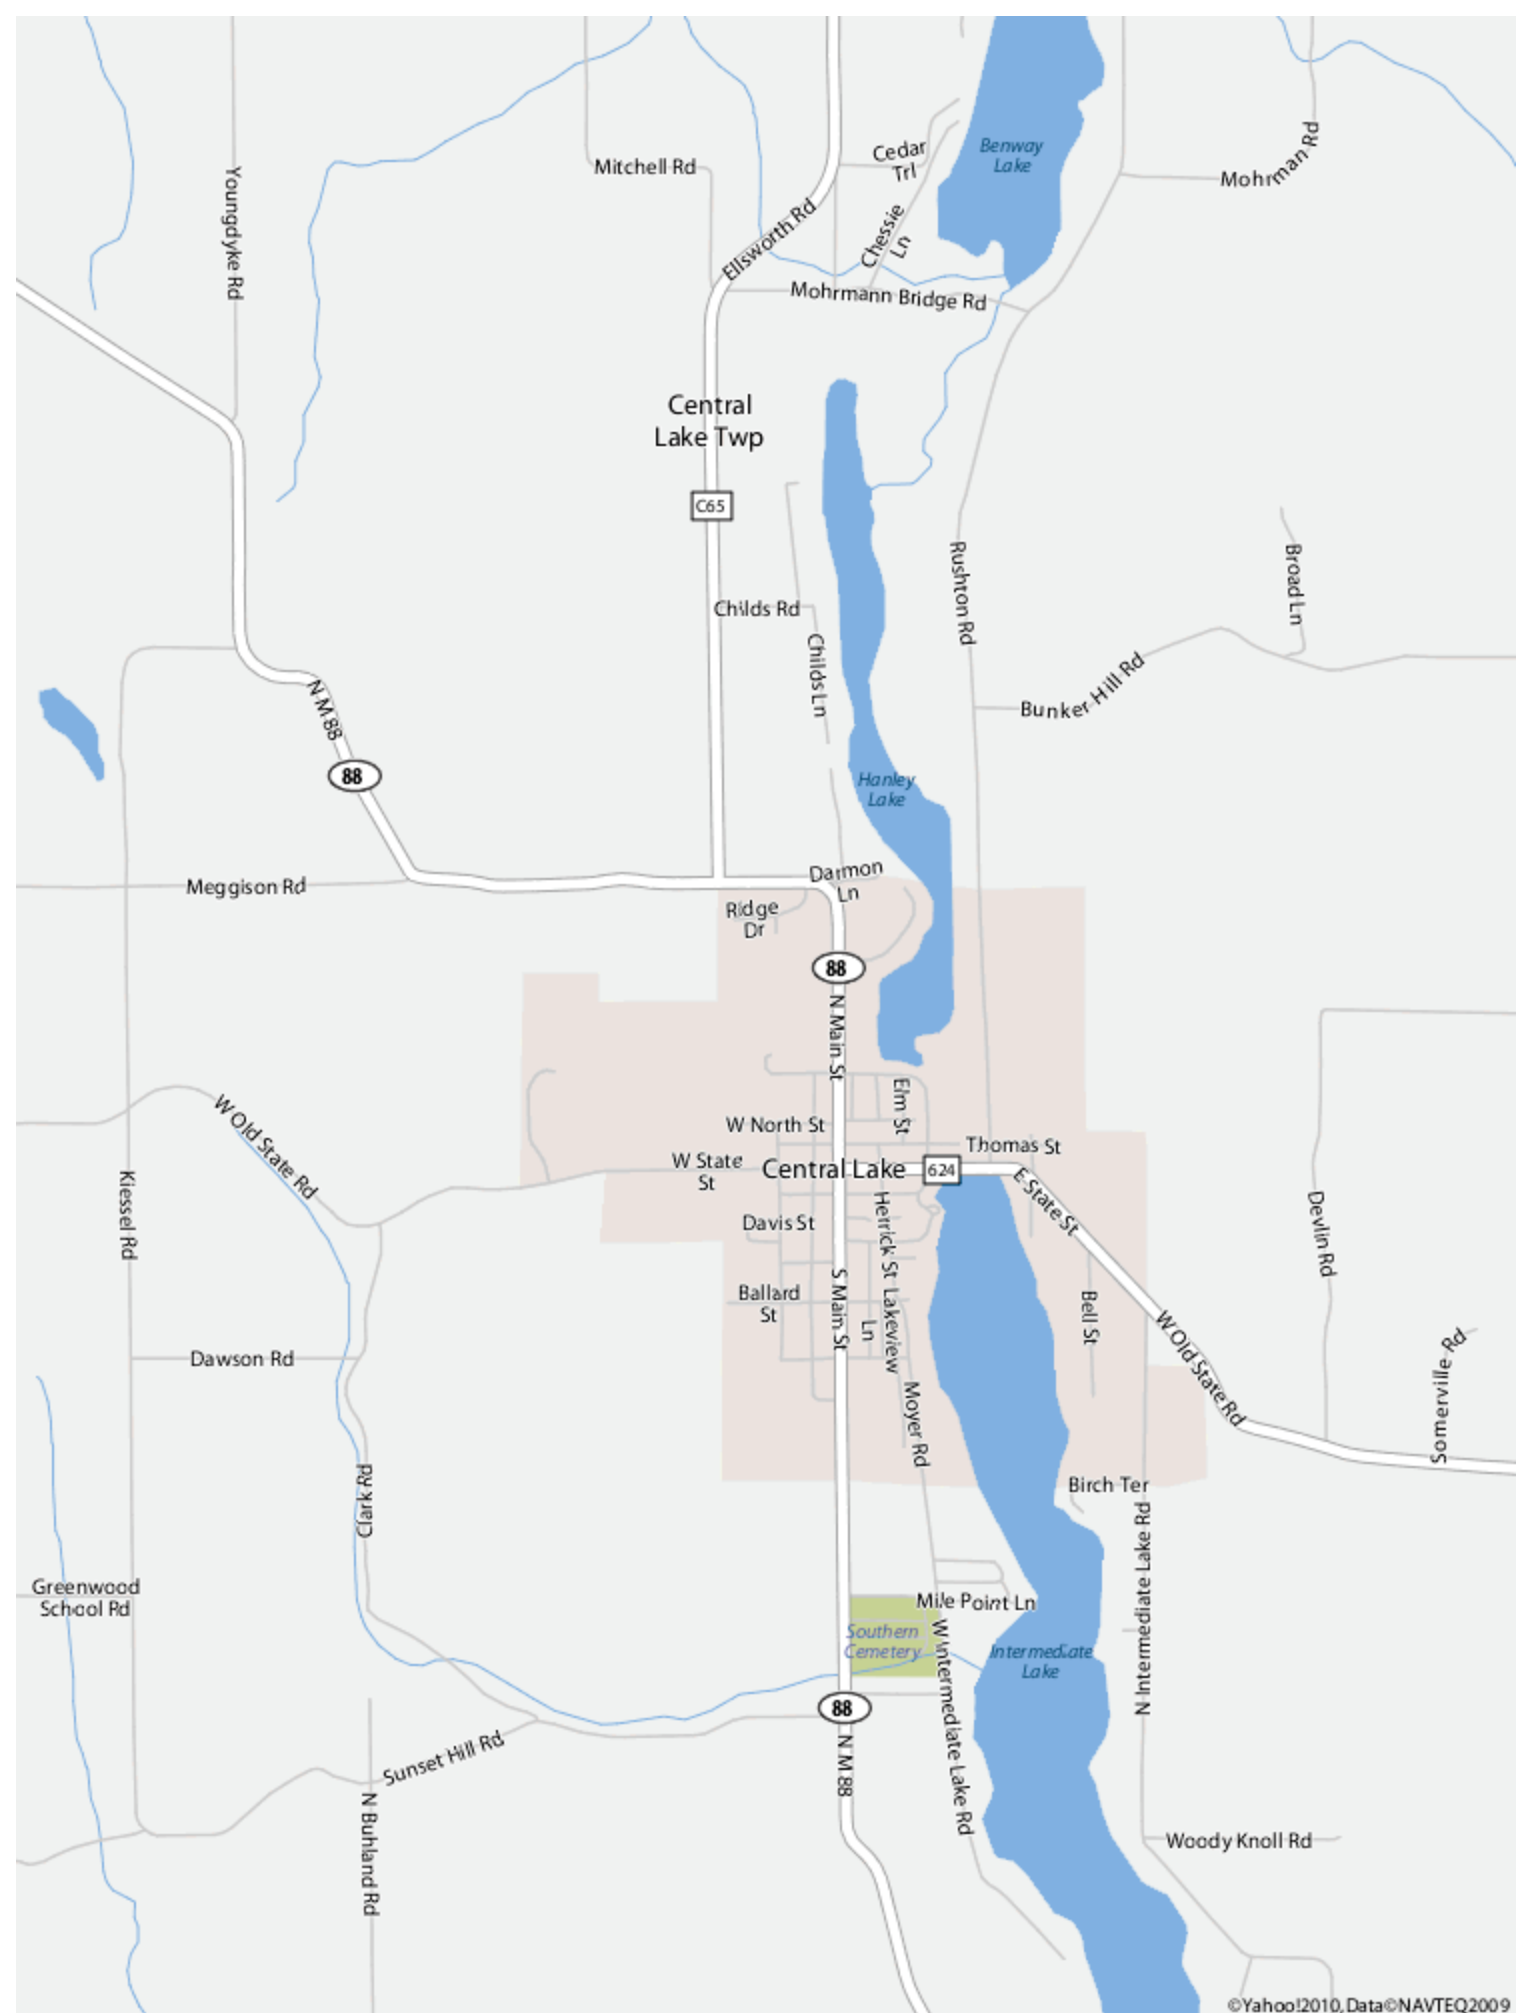 Benway
Lake
Cedar
Trl
Mohrman Rd
Mitchell Rd
Youngdyke Rd
Ellsworth Rd
Chessie
Ln
Mohrmann Bridge Rd
Central
Lake Twp
C65
Rushton Rd
Broad Ln
Childs Rd
Childs Ln
Bunker Hill Rd
N M 88
88
Hanley
Lake
Meggison Rd
Darmon
Ln
Ridge
Dr
88
N Main St
Elm St
W Old State Rd
W North St
Thomas St
W State
St
Central Lake
624
E State St
Kiessel Rd
Herrick St
Davis St
Devlin Rd
S Main St
Ballard
St
Lakeview
Ln
Bell St
W Old State Rd
Dawson Rd
Somerville Rd
Moyer Rd
Clark Rd
Birch Ter
N Intermediate Lake Rd
Greenwood
School Rd
Mile Point Ln
Southern
Cemetery
W Intermediate Lake Rd
Intermediate
Lake
88
Sunset Hill Rd
N M 88
N Buhland Rd
Woody Knoll Rd
©Yahoo!2010, Data©NAVTEQ2009